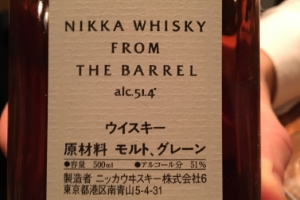 NIKKA WHISKY
FROM
THE BARREL
alc.51.4°
ウイスキー
原材料 モルト、グレーン
●容量 500ml ●アルコール分 51%
製造者 ニッカウヰスキー株式会社6
東京都港区南青山5-4-31